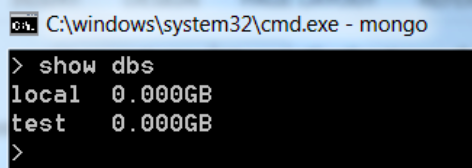 C:\windows\system32\cmd.exe - mongo
> show dbs
local  0.000GB
test   0.000GB
>